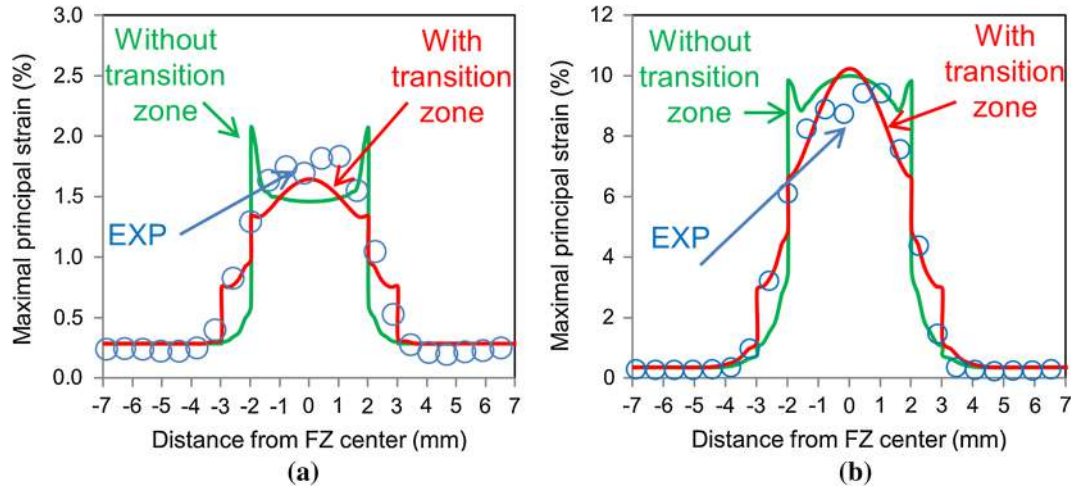 3.0
2.5
2.0
1.5
1.0
0.5
0.0
Maximal principal strain (%)
Without
transition
zone
With
transition
zone
EXP
-7 -6 -5 -4 -3 -2 -1 0 1 2 3 4 5 6 7
Distance from FZ center (mm)
(a)
12
10
8
6
4
2
0
Maximal principal strain (%)
Without
transition
zone
With
transition
zone
EXP
-7 -6 -5 -4 -3 -2 -1 0 1 2 3 4 5 6 7
Distance from FZ center (mm)
(b)